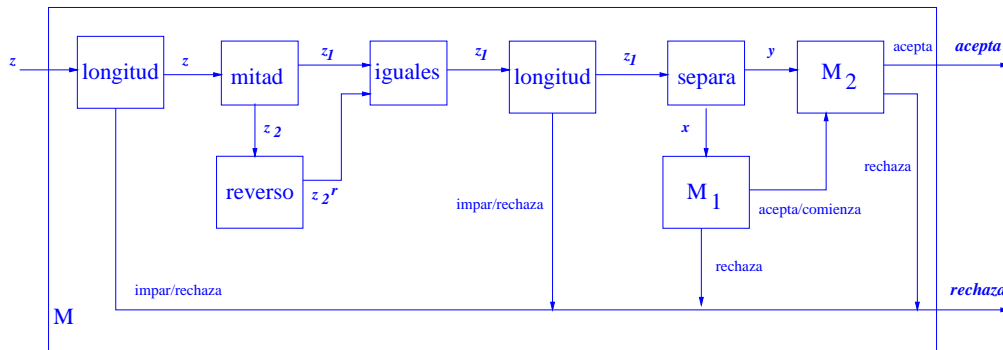 z
longitud
z
mitad
z1
iguales
z1
longitud
z1
separa
y
M2
acepta
acepta
z2
x
rechaza
reverso
z2r
M1
impar/rechaza
acepta/comienza
rechaza
impar/rechaza
rechaza
M